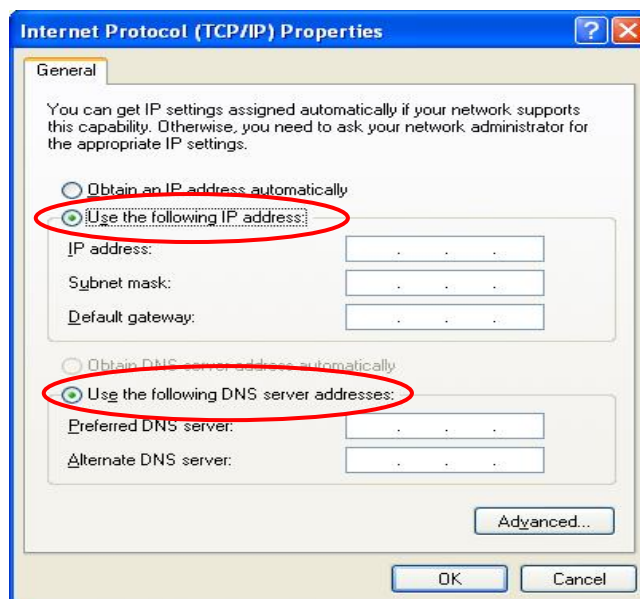 Internet Protocol (TCP/IP) Properties
General
You can get IP settings assigned automatically if your network supports
this capability. Otherwise, you need to ask your network administrator for
the appropriate IP settings.
Obtain an IP address automatically
Use the following IP address:
IP address:
Subnet mask:
Default gateway:
Obtain DNS server address automatically
Use the following DNS server addresses:
Preferred DNS server:
Alternate DNS server:
Advanced...
OK Cancel